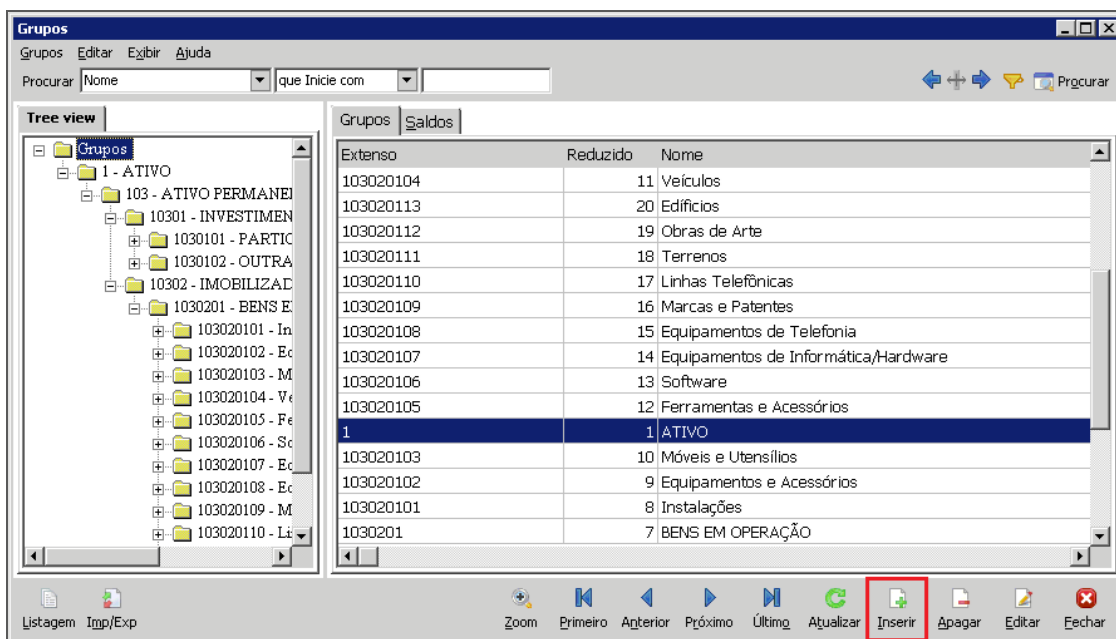 Grupos
Grupos Editar Exibir Ajuda
Procurar Nome que Inicie com Procurar
Tree view
Grupos
1 - ATIVO
103 - ATIVO PERMANE
10301 - INVESTIMEN
1030101 - PARTIC
1030102 - OUTRA
10302 - IMOBILIZAD
1030201 - BENS E
103020101 - In
103020102 - Ec
103020103 - M
103020104 - Ve
103020105 - Fe
103020106 - So
103020107 - Ec
103020108 - Ec
103020109 - M
103020110 - Li
Grupos Saldos
Extenso Reduzido Nome
103020104 11 Veículos
103020113 20 Edíficios
103020112 19 Obras de Arte
103020111 18 Terrenos
103020110 17 Linhas Telefônicas
103020109 16 Marcas e Patentes
103020108 15 Equipamentos de Telefonia
103020107 14 Equipamentos de Informática/Hardware
103020106 13 Software
103020105 12 Ferramentas e Acessórios
1 1 ATIVO
103020103 10 Móveis e Utensílios
103020102 9 Equipamentos e Acessórios
103020101 8 Instalações
1030201 7 BENS EM OPERAÇÃO
Listagem Imp/Exp Zoom Primeiro Anterior Próximo Último Atualizar Inserir Apagar Editar Fechar